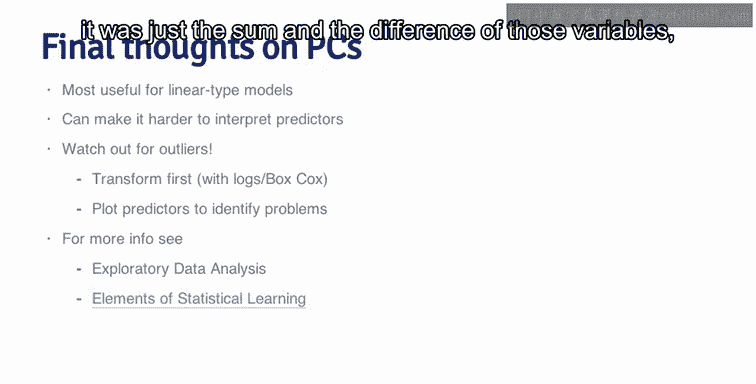 it was just the sum and the difference of those variables,
Final thoughts on PCs
· Most useful for linear-type models
· Can make it harder to interpret predictors
· Watch out for outliers!
- Transform first (with logs/Box Cox)
- Plot predictors to identify problems
· For more info see
- Exploratory Data Analysis
- Elements of Statistical Learning